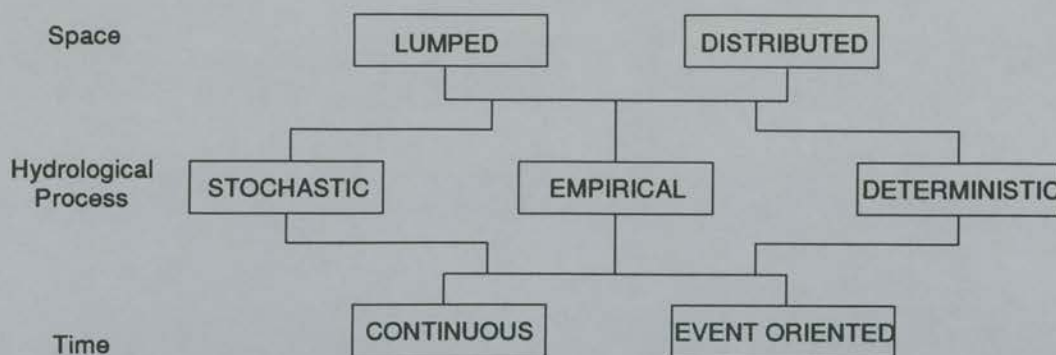 Space
LUMPED
DISTRIBUTED
Hydrological
Process
STOCHASTIC
EMPIRICAL
DETERMINISTIC
Time
CONTINUOUS
EVENT ORIENTED